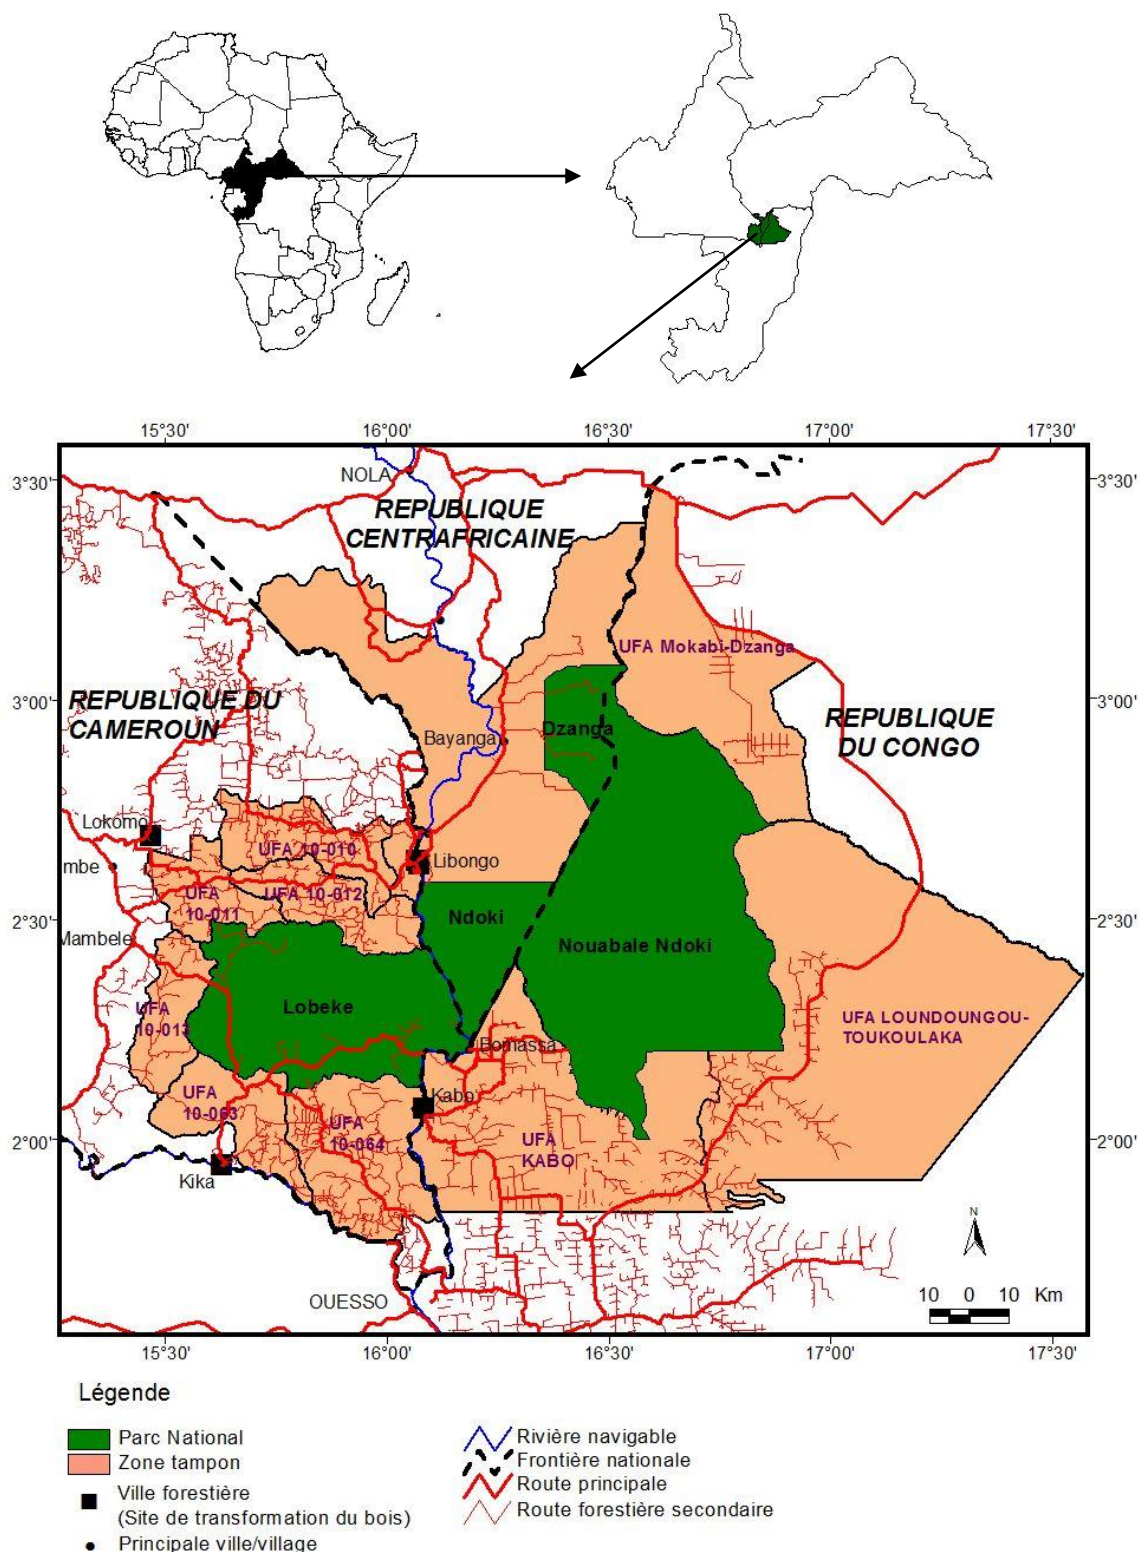 15°30'
16°00'
16°30'
17°00'
17°30'
3°30'
3°30'
NOLA
REPUBLIQUE
CENTRAFRICAINE
UFA Mokabi-Dzanga
3°00'
3°00'
REPUBLIQUE DU
CAMEROUN
Dzanga
Bayanga
REPUBLIQUE
DU CONGO
Lokomo
UFA 10-010
Libongo
mbe
UFA
10-011
UFA 10-012
2°30'
2°30'
Ndoki
Mambele
Nouabale Ndoki
Lobeke
UFA
10-013
UFA LOUNDOUNGOU-
TOUKOULAKA
Bomassa
UFA
10-063
Kabo
UFA
10-064
UFA
KABO
2°00'
2°00'
Kika
N
OUESSO
10 0 10 Km
15°30'
16°00'
16°30'
17°00'
17°30'
Légende
Parc National
Zone tampon
Ville forestière
(Site de transformation du bois)
Principale ville/village
Rivière navigable
Frontière nationale
Route principale
Route forestière secondaire